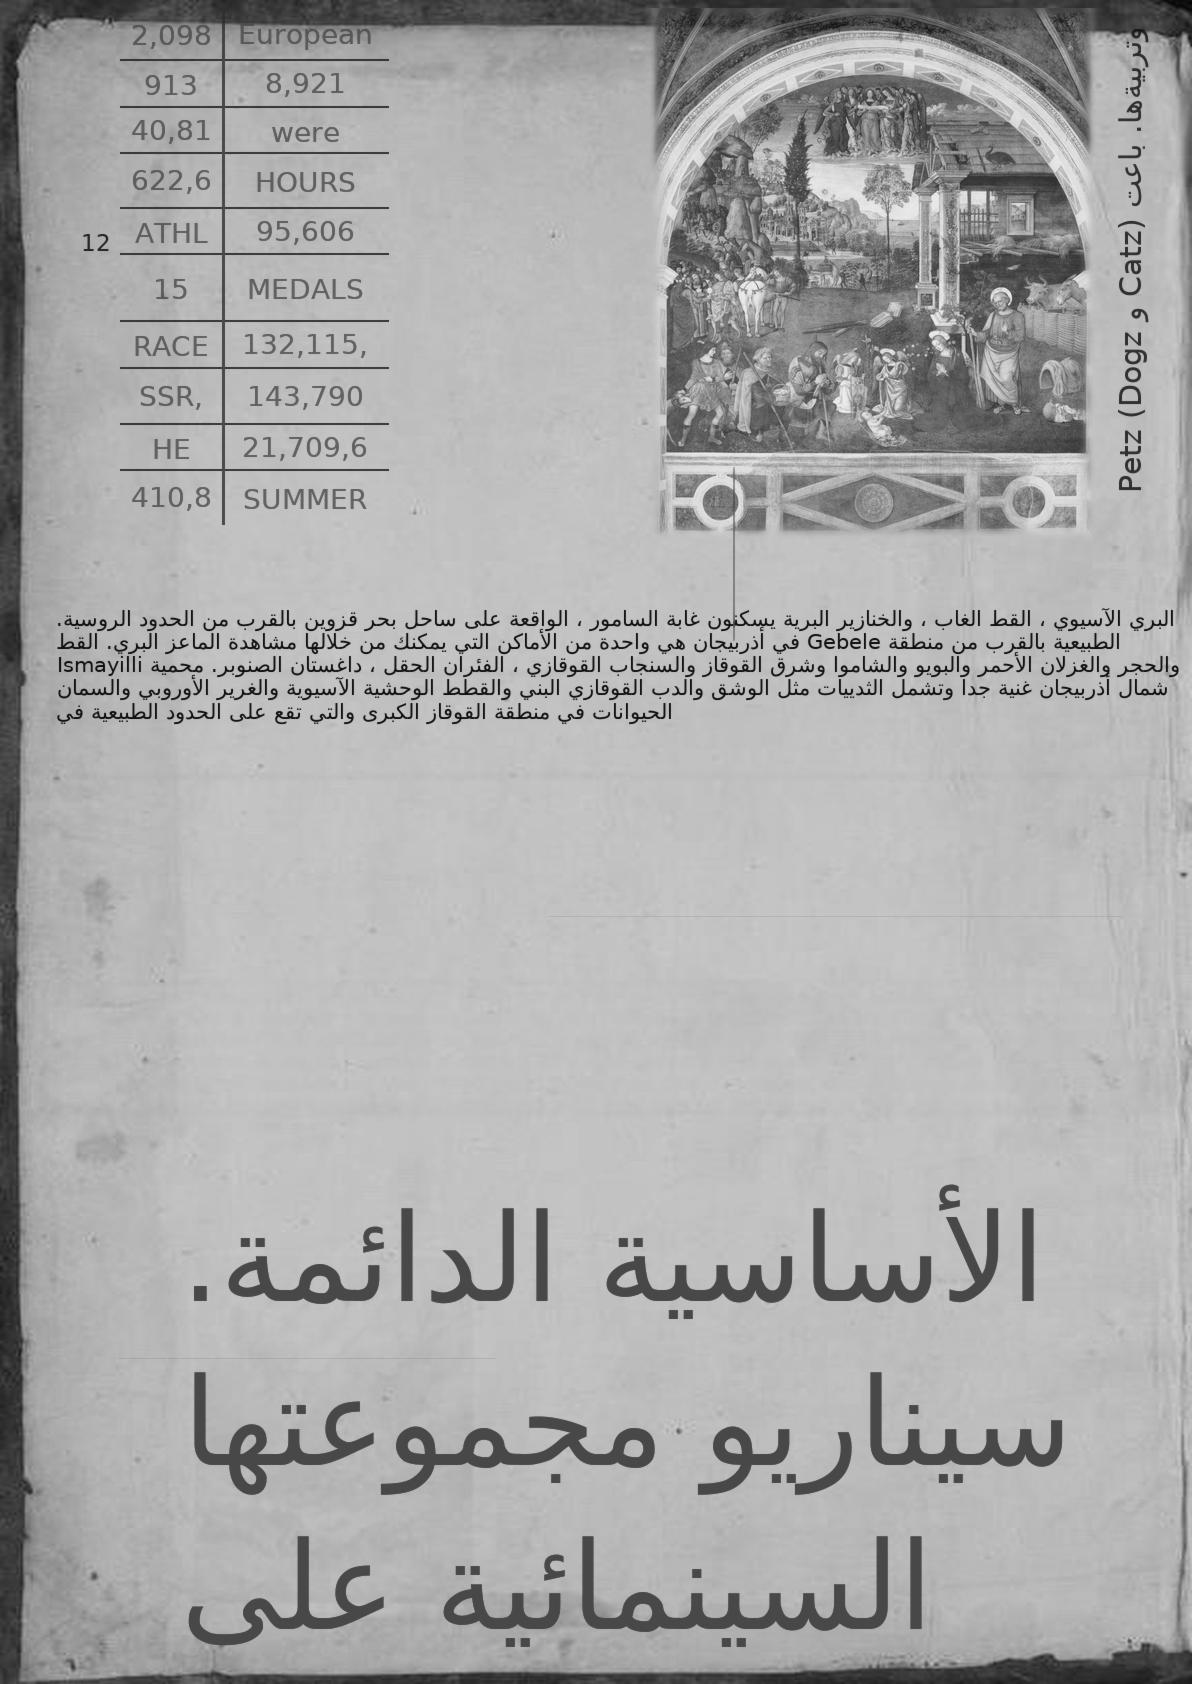 2,098 European
913 8,921
40,81 were
622,6 HOURS
ATHL 95,606
15 MEDALS
RACE 132,115,
SSR, 143,790
HE 21,709,6
410,8 SUMMER
12
وتربيةها. باعت (Catz و Dogz) Petz
البري الآسيوي ، القط الغاب ، والخنازير البرية يسكنون غابة السامور ، الواقعة على ساحل بحر قزوين بالقرب من الحدود الروسية.
الطبيعية بالقرب من منطقة Gebele في أذربيجان هي واحدة من الأماكن التي يمكنك من خلالها مشاهدة الماعز البري. القط
والحجر والغزلان الأحمر والبويو والشاموا وشرق القوقاز والسنجاب القوقازي ، الفئران الحقل ، داغستان الصنوبر. محمية Ismayilli
شمال أذربيجان غنية جدا وتشمل الثدييات مثل الوشق والدب القوقازي البني والقطط الوحشية الآسيوية والغرير الأوروبي والسمان
الحيوانات في منطقة القوقاز الكبرى والتي تقع على الحدود الطبيعية في
الأساسية الدائمة.
سيناريو مجموعتها
السينمائية على